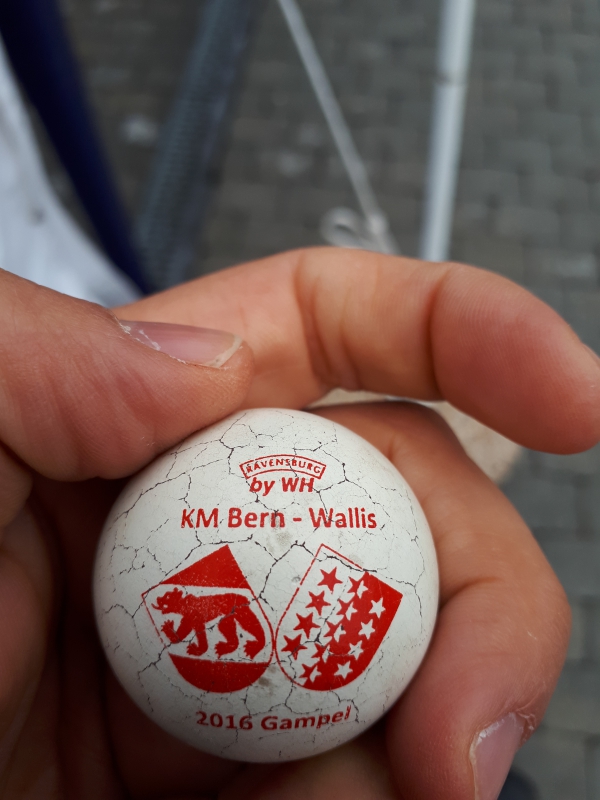 RAVENSBURG
by WH
KM Bern - Wallis
2016 Gampel